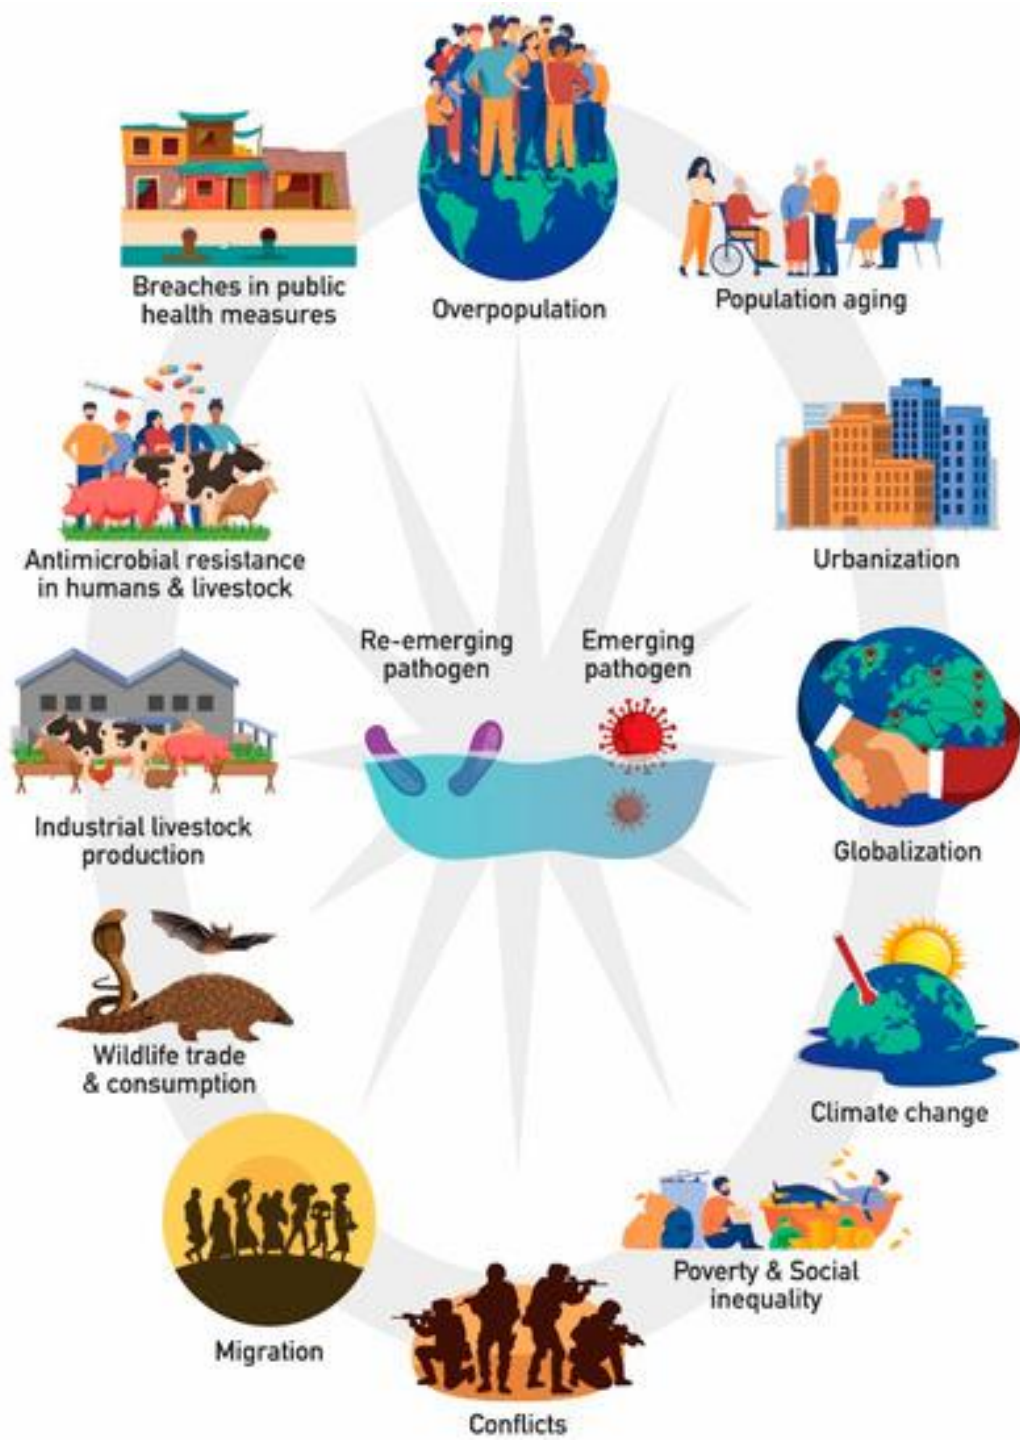 Overpopulation
Population aging
Urbanization
Globalization
Climate change
Poverty & Social
inequality
Conflicts
Migration
Wildlife trade
& consumption
Industrial livestock
production
Antimicrobial resistance
in humans & livestock
Breaches in public
health measures
Re-emerging
pathogen
Emerging
pathogen